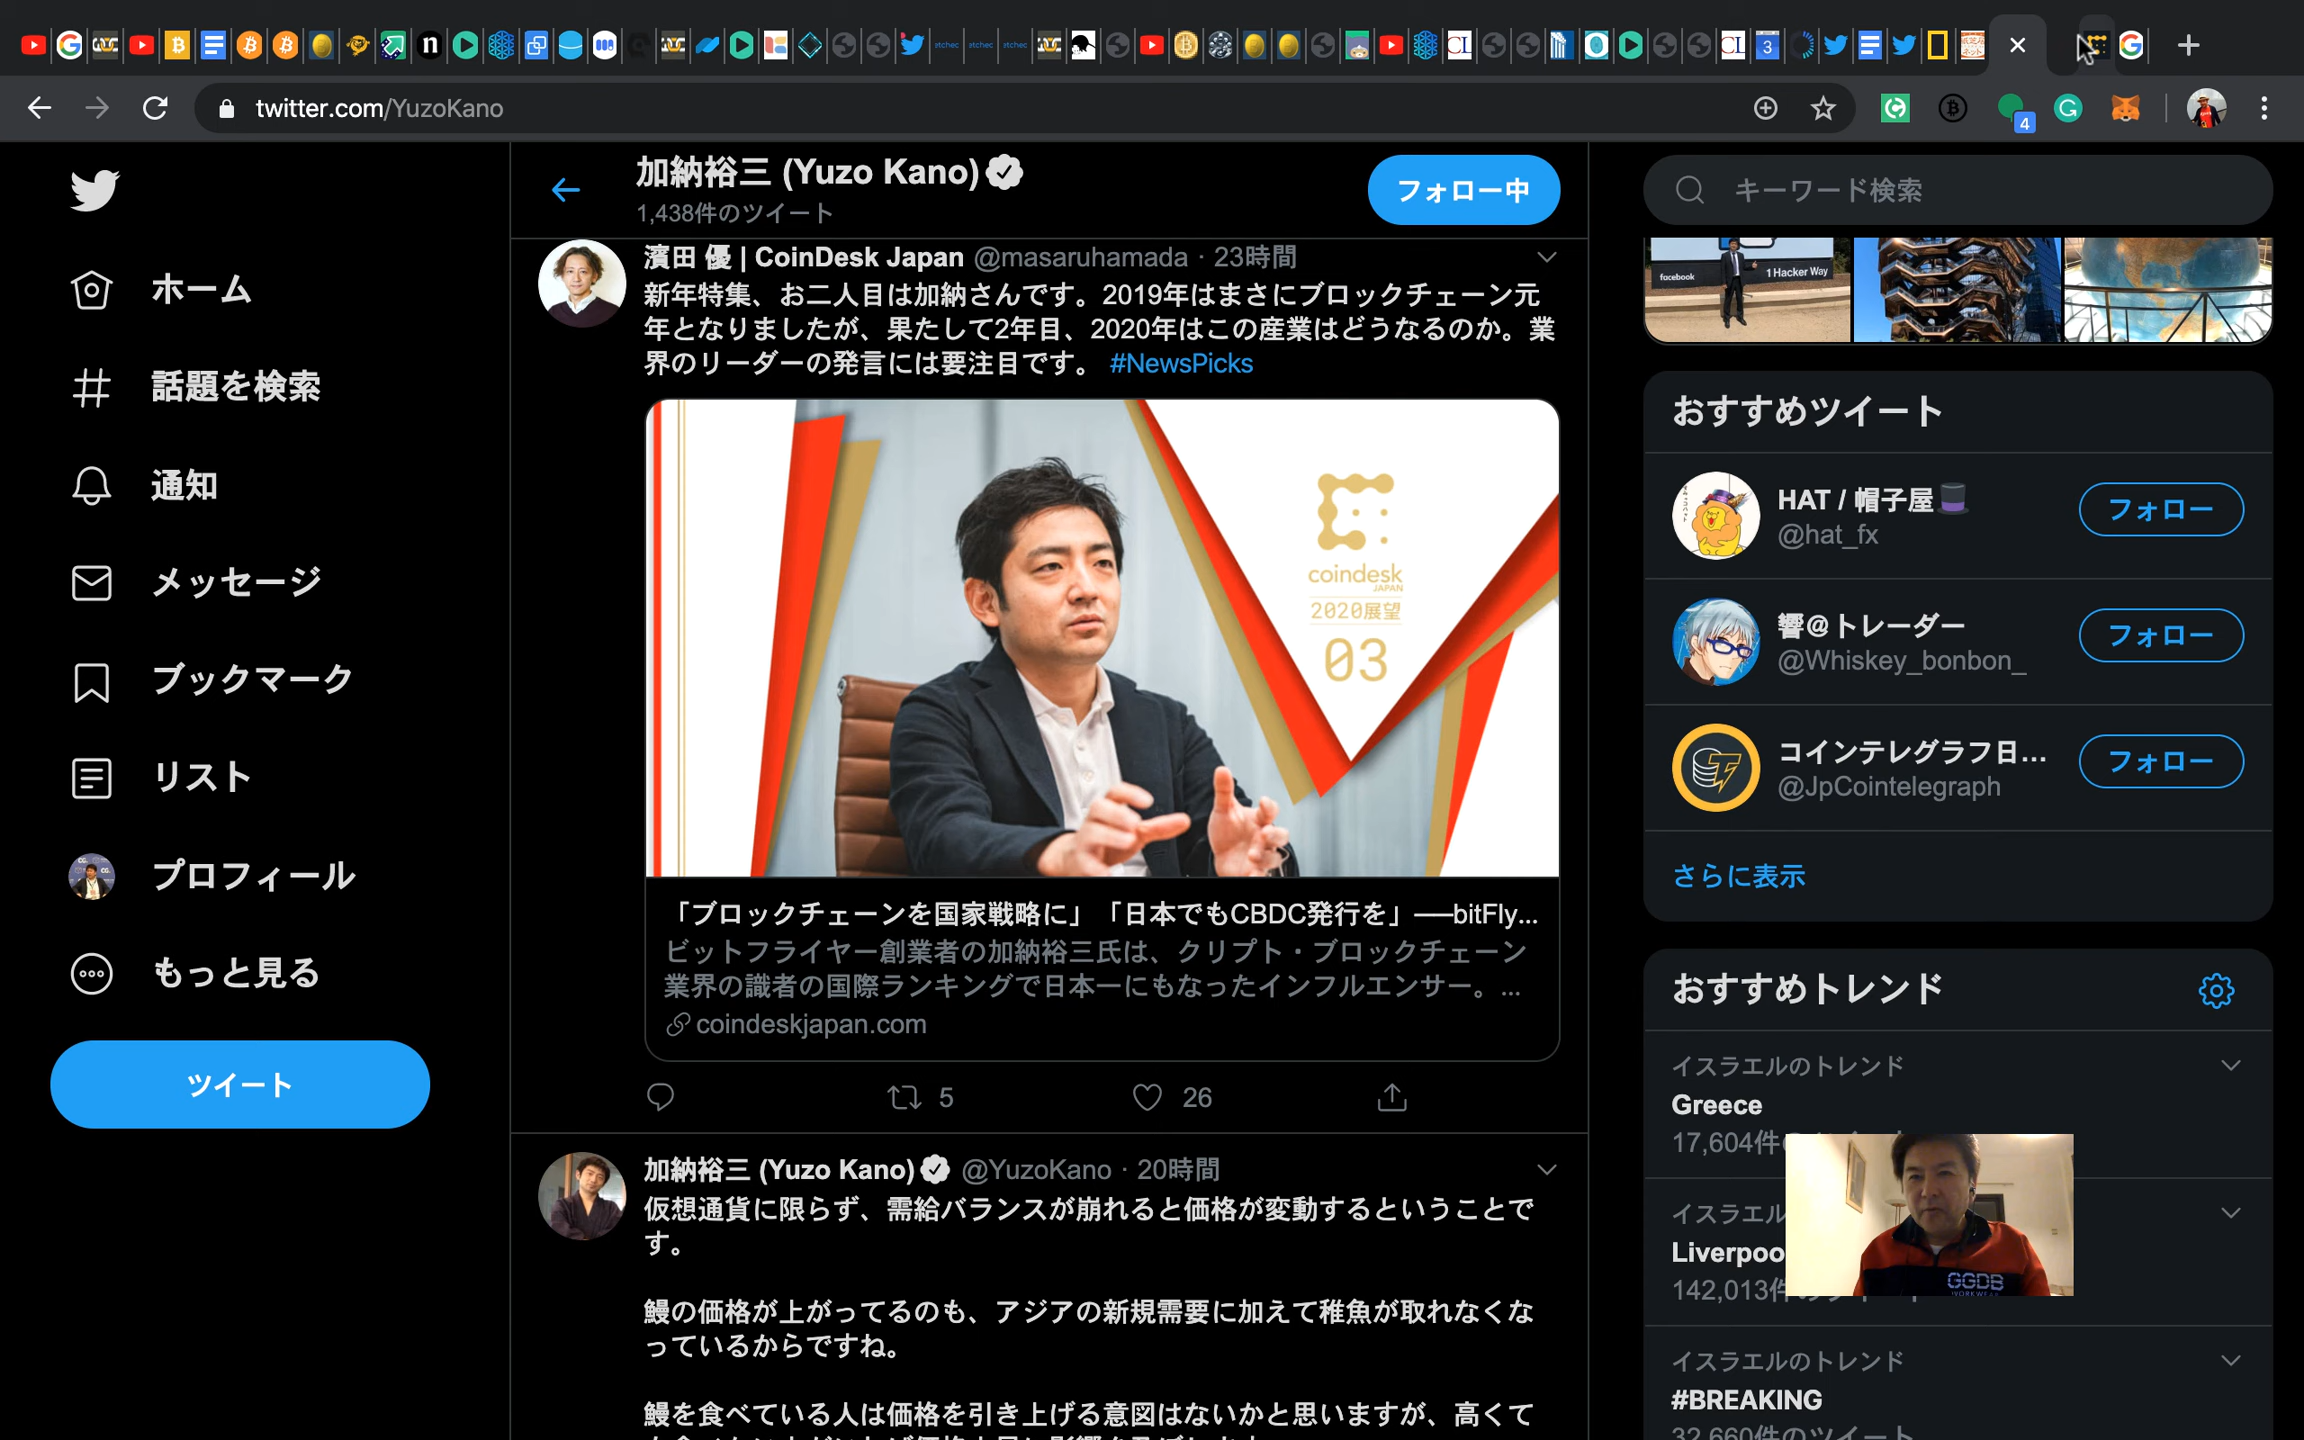 twitter.com/YuzoKano
4
ホーム
話題を検索
通知
メッセージ
ブックマーク
リスト
プロフィール
もっと見る
ツイート
加納裕三 (Yuzo Kano)
1,438件のツイート
フォロー中
濱田 優 | CoinDesk Japan @masaruhamada · 23時間
新年特集、お二人目は加納さんです。2019年はまさにブロックチェーン元
年となりましたが、果たして2年目、2020年はこの産業はどうなるのか。業
界のリーダーの発言には要注目です。 #NewsPicks
coindesk
JAPAN
2020展望
03
「ブロックチェーンを国家戦略に」「日本でもCBDC発行を」──bitFly...
ビットフライヤー創業者の加納裕三氏は、クリプト・ブロックチェーン
業界の識者の国際ランキングで日本一にもなったインフルエンサー。...
coindeskjapan.com
5
26
加納裕三 (Yuzo Kano) @YuzoKano · 20時間
仮想通貨に限らず、需給バランスが崩れると価格が変動するということで
す。
鰻の価格が上がってるのも、アジアの新規需要に加えて稚魚が取れなくな
っているからですね。
鰻を食べている人は価格を引き上げる意図はないかと思いますが、高くて
キーワード検索
facebook
1 Hacker Way
おすすめツイート
HAT / 帽子屋
@hat_fx
フォロー
響@トレーダー
@Whiskey_bonbon_
フォロー
コインテレグラフ日...
@JpCointelegraph
フォロー
さらに表示
おすすめトレンド
イスラエルのトレンド
Greece
17,604件
イスラエル
Liverpoo
142,013件
GGDB
イスラエルのトレンド
#BREAKING
32,660件のツイート